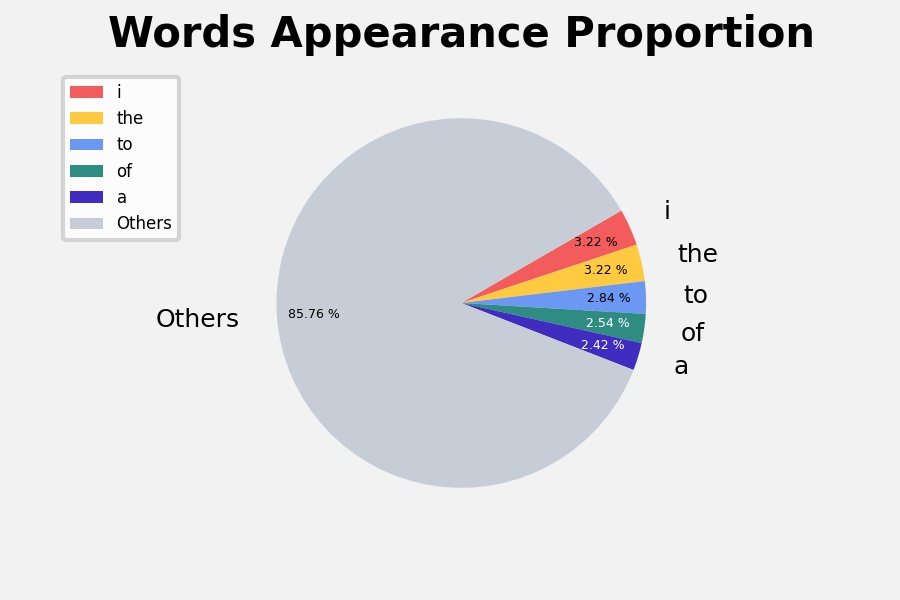 Words Appearance Proportion
i
the
to
of
a
Others
i
the
to
of
a
Others
3.22 %
3.22 %
2.84 %
2.54 %
2.42 %
85.76 %